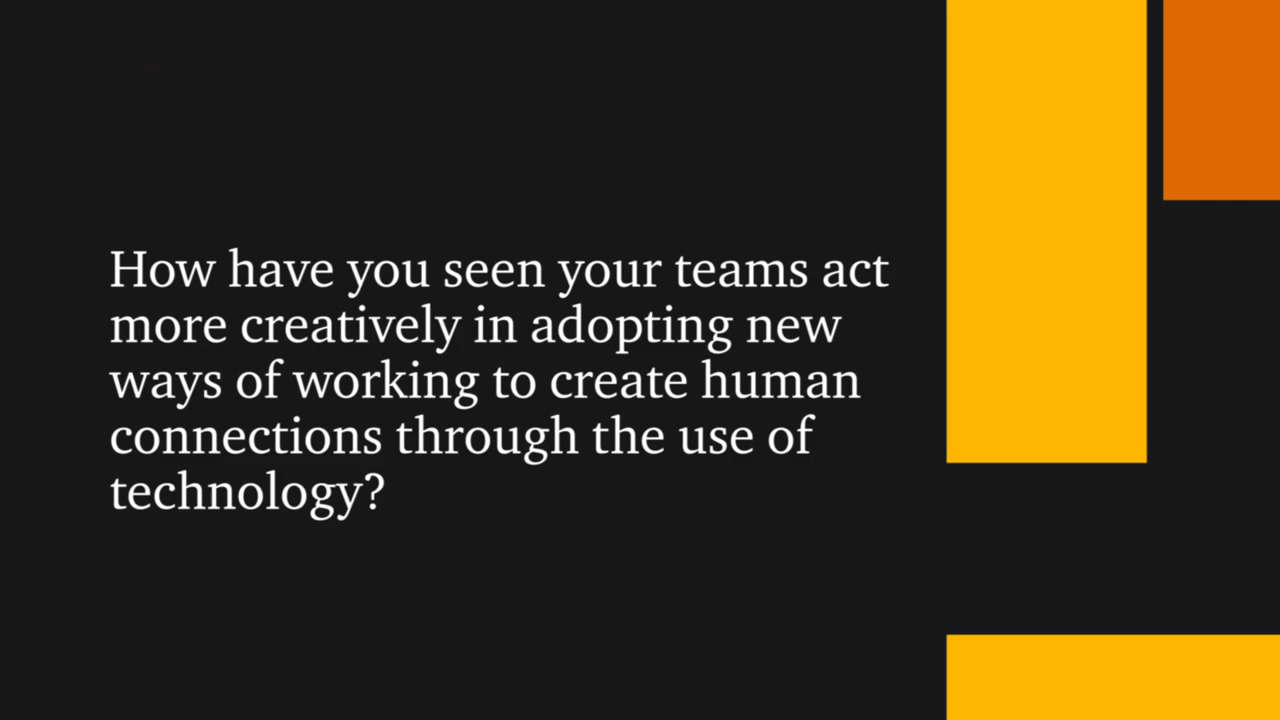 How have you seen your teams act
more creatively in adopting new
ways of working to create human
connections through the use of
technology?